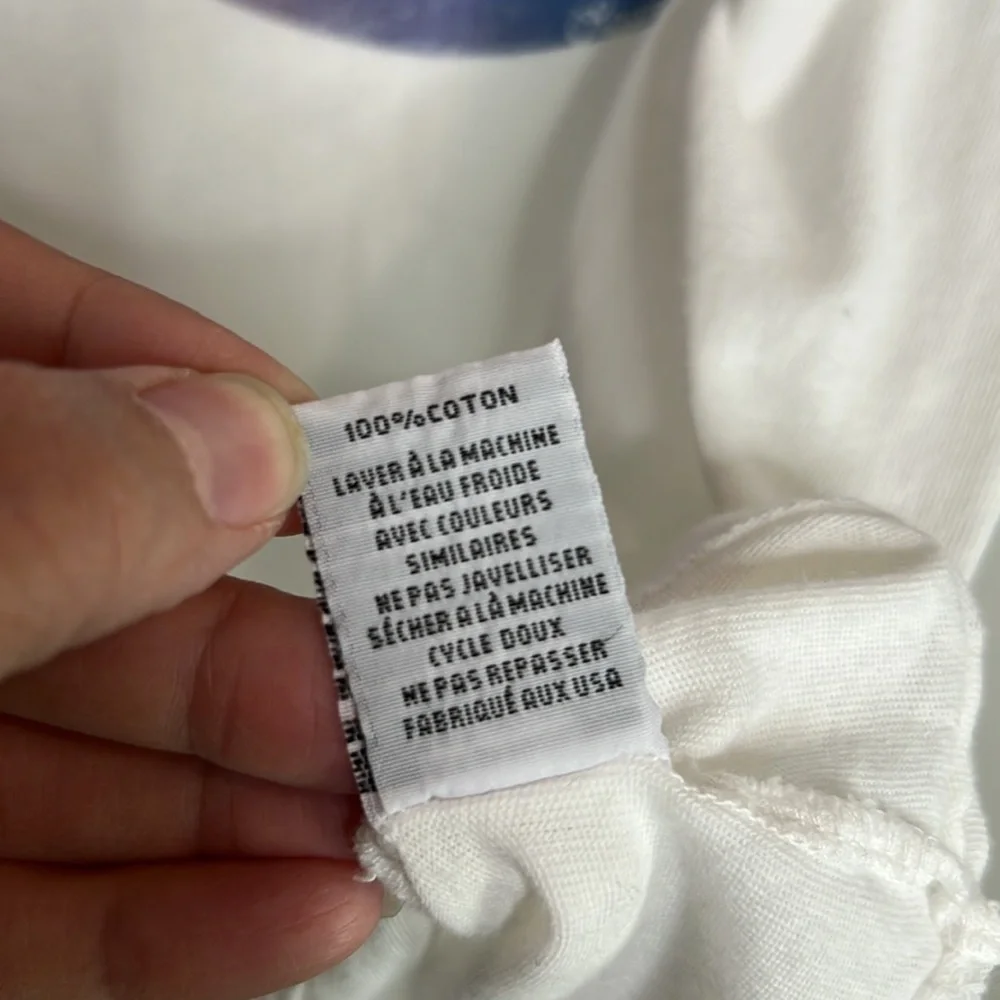 100% COTON
LAVER À LA MACHINE
À L'EAU FROIDE
AVEC COULEURS
SIMILAIRES
NE PAS JAVELLISER
SÉCHER A LÀ MACHINE
CYCLE DOUX
NE PAS REPASSER
FABRIQUÉ AUX USA